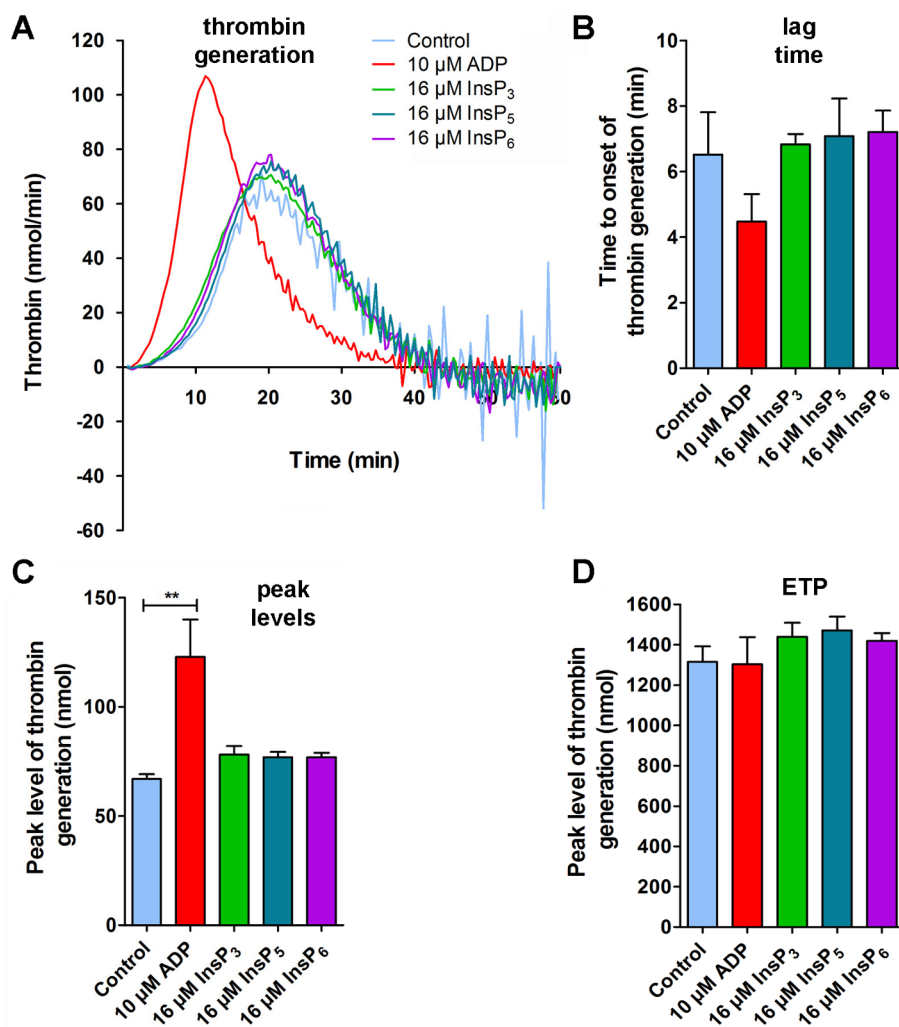 A
thrombin
generation
Control
10 µM ADP
16 µM InsP3
16 µM InsP5
16 µM InsP6
Thrombin (nmol/min)
120
100
80
60
40
20
0
-20
-40
-60
10
20
30
40
50
60
Time (min)
B
lag
time
Time to onset of
thrombin generation (min)
10
8
6
4
2
0
Control
10 µM ADP
16 µM InsP3
16 µM InsP5
16 µM InsP6
C
peak
levels
**
Peak level of thrombin
generation (nmol)
150
100
50
0
Control
10 µM ADP
16 µM InsP3
16 µM InsP5
16 µM InsP6
D
ETP
Peak level of thrombin
generation (nmol)
1600
1400
1200
1000
800
600
400
200
0
Control
10 µM ADP
16 µM InsP3
16 µM InsP5
16 µM InsP6